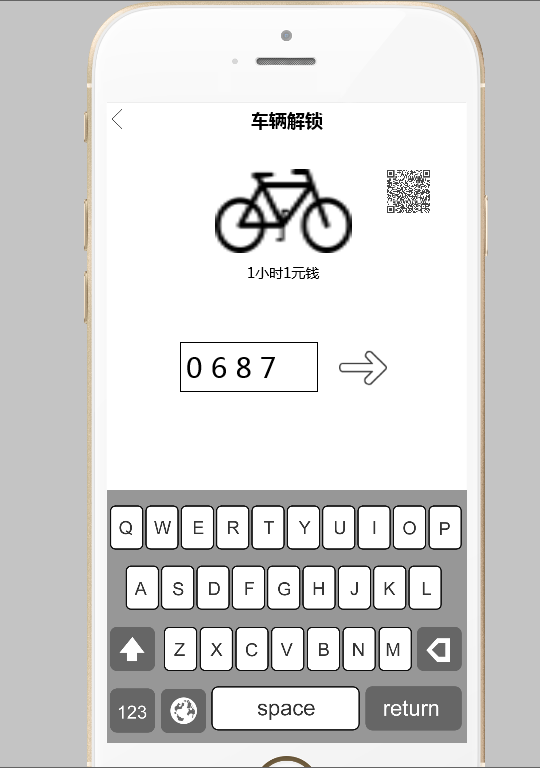 车辆解锁
1小时1元钱
0687
Q W E R T Y U I O P
A S D F G H J K L
Z X C V B N M
123 space return